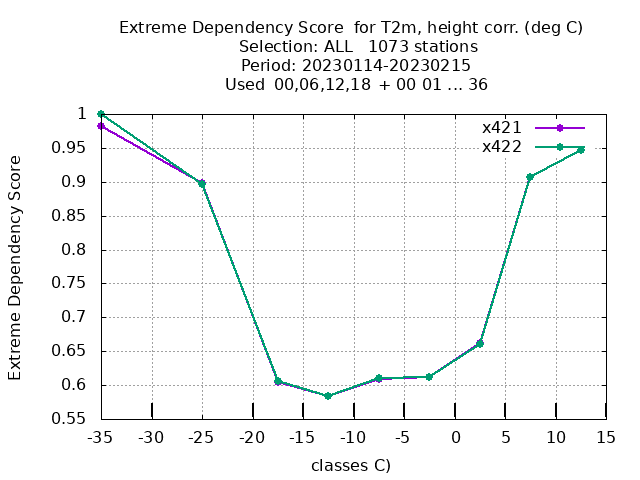 Extreme Dependency Score  for T2m, height corr. (deg C)
Selection: ALL   1073 stations
Period: 20230114-20230215
Used  00,06,12,18 + 00 01 ... 36
x421
x422
Extreme Dependency Score
1
0.95
0.9
0.85
0.8
0.75
0.7
0.65
0.6
0.55
-35 -30 -25 -20 -15 -10 -5 0 5 10 15
classes C)